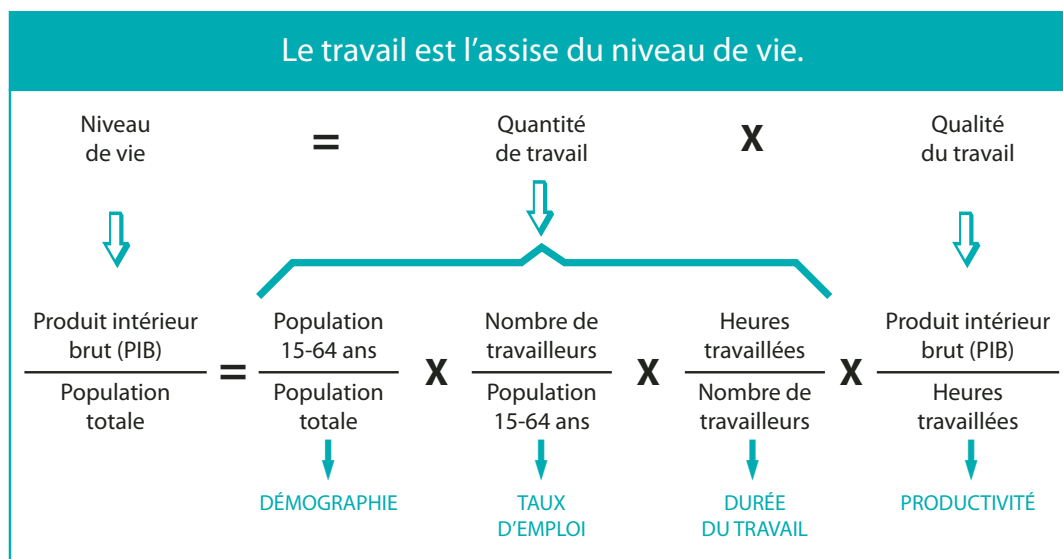 Le travail est l’assise du niveau de vie.
Niveau
de vie
=
Quantité
de travail
X
Qualité
du travail
Produit intérieur
brut (PIB)
Population
totale
=
Population
15-64 ans
Population
totale
X
Nombre de
travailleurs
Population
15-64 ans
X
Heures
travaillées
Nombre de
travailleurs
X
Produit intérieur
brut (PIB)
Heures
travaillées
DÉMOGRAPHIE
TAUX
D’EMPLOI
DURÉE
DU TRAVAIL
PRODUCTIVITÉ